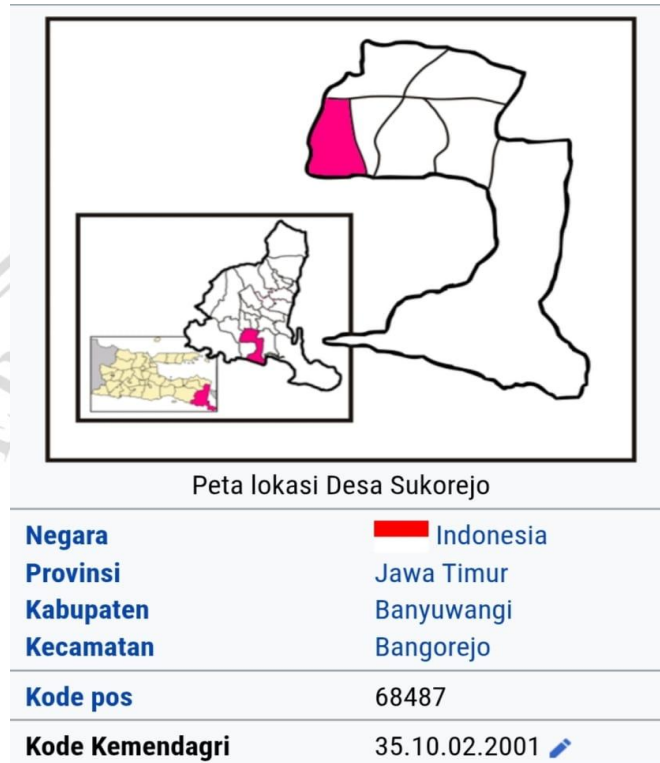 Peta lokasi Desa Sukorejo
Negara Indonesia
Provinsi Jawa Timur
Kabupaten Banyuwangi
Kecamatan Bangorejo
Kode pos 68487
Kode Kemendagri 35.10.02.2001